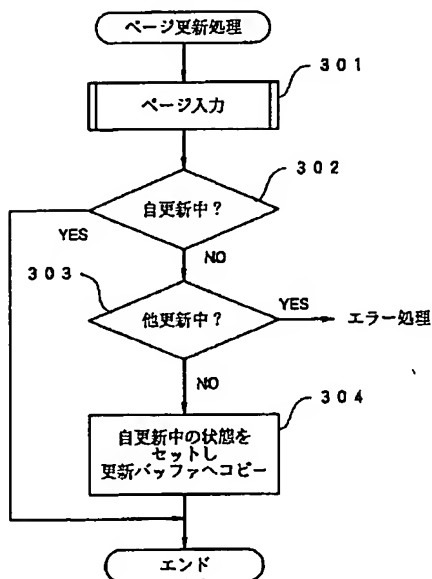 ページ更新処理
301
ページ入力
302
自更新中?
YES
NO
303
他更新中?
YES
エラー処理
NO
304
自更新中の状態を
セットし
更新バッファへコピー
エンド